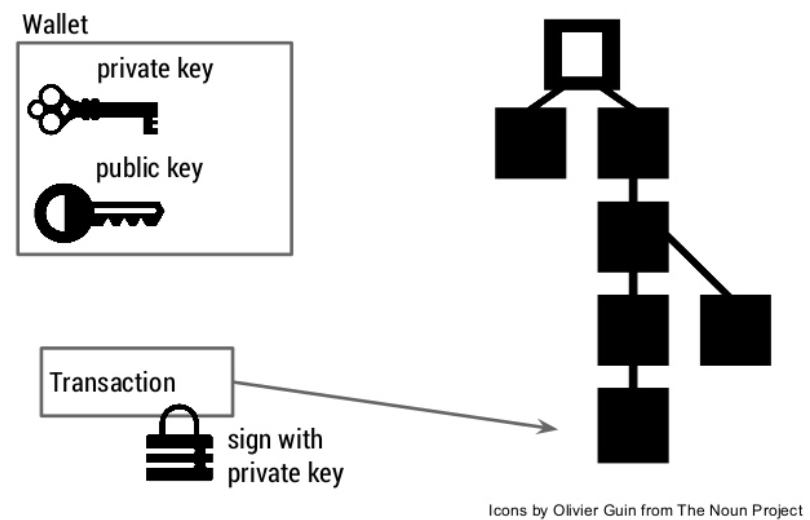 Wallet
private key
public key
Transaction
sign with
private key
Icons by Olivier Guin from The Noun Project